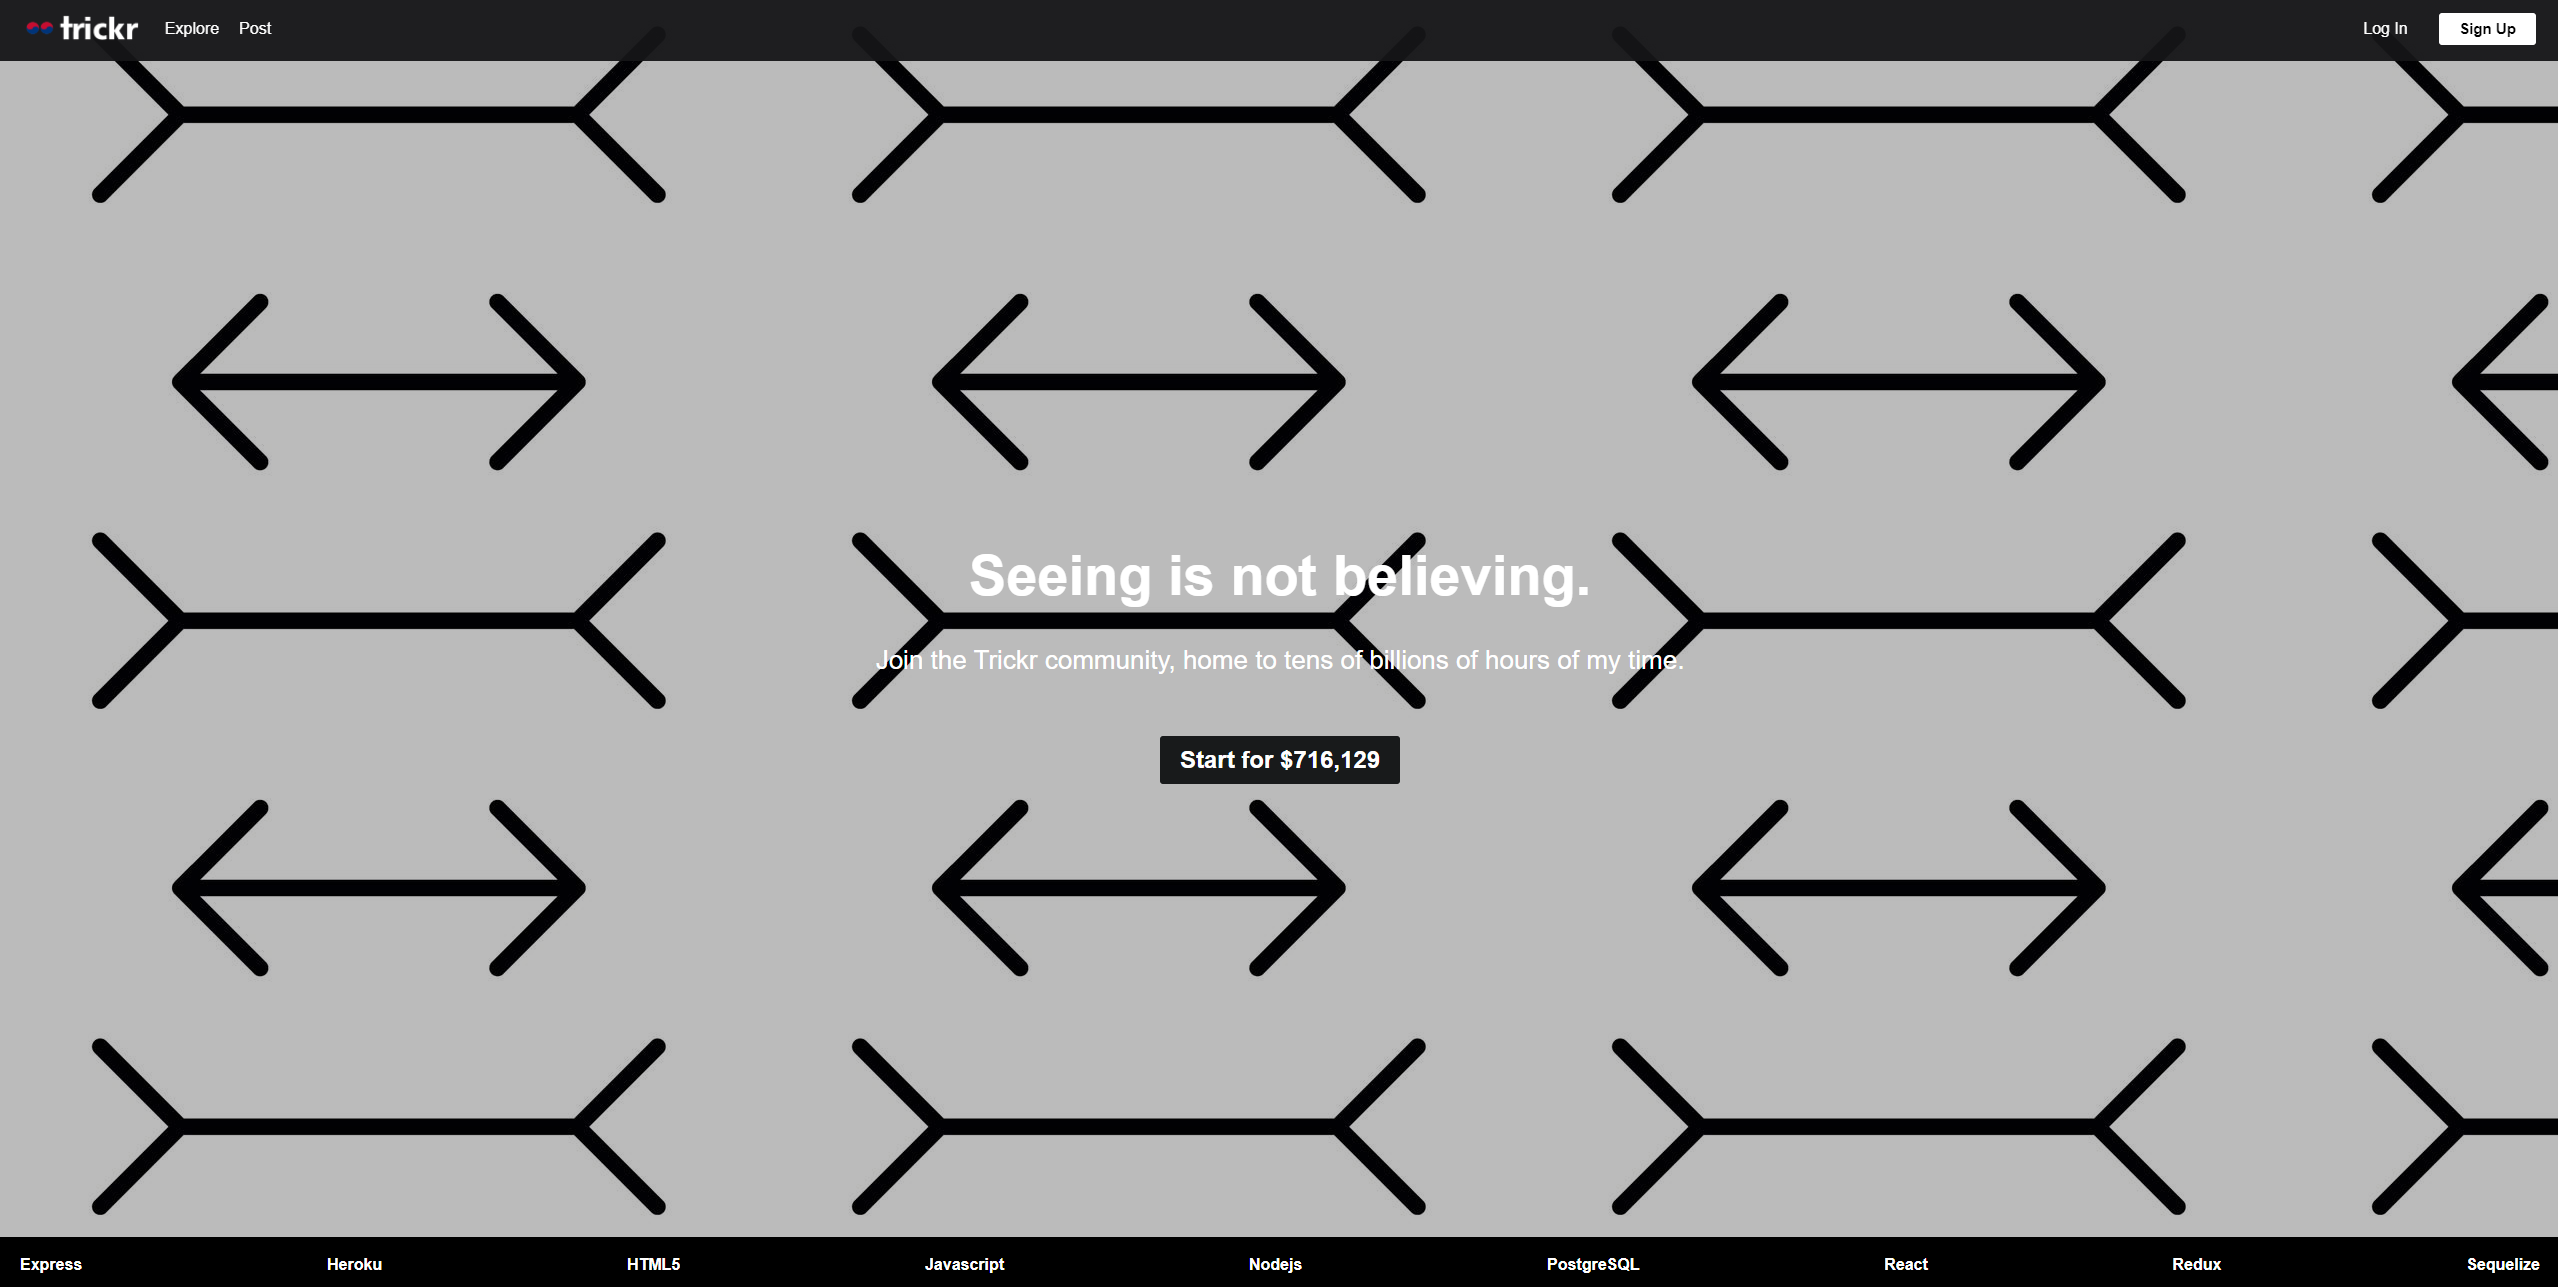 trickr Explore Post Log In Sign Up
Seeing is not believing.
Join the Trickr community, home to tens of billions of hours of my time.
Start for $716,129
Express Heroku HTML5 Javascript Nodejs PostgreSQL React Redux Sequelize